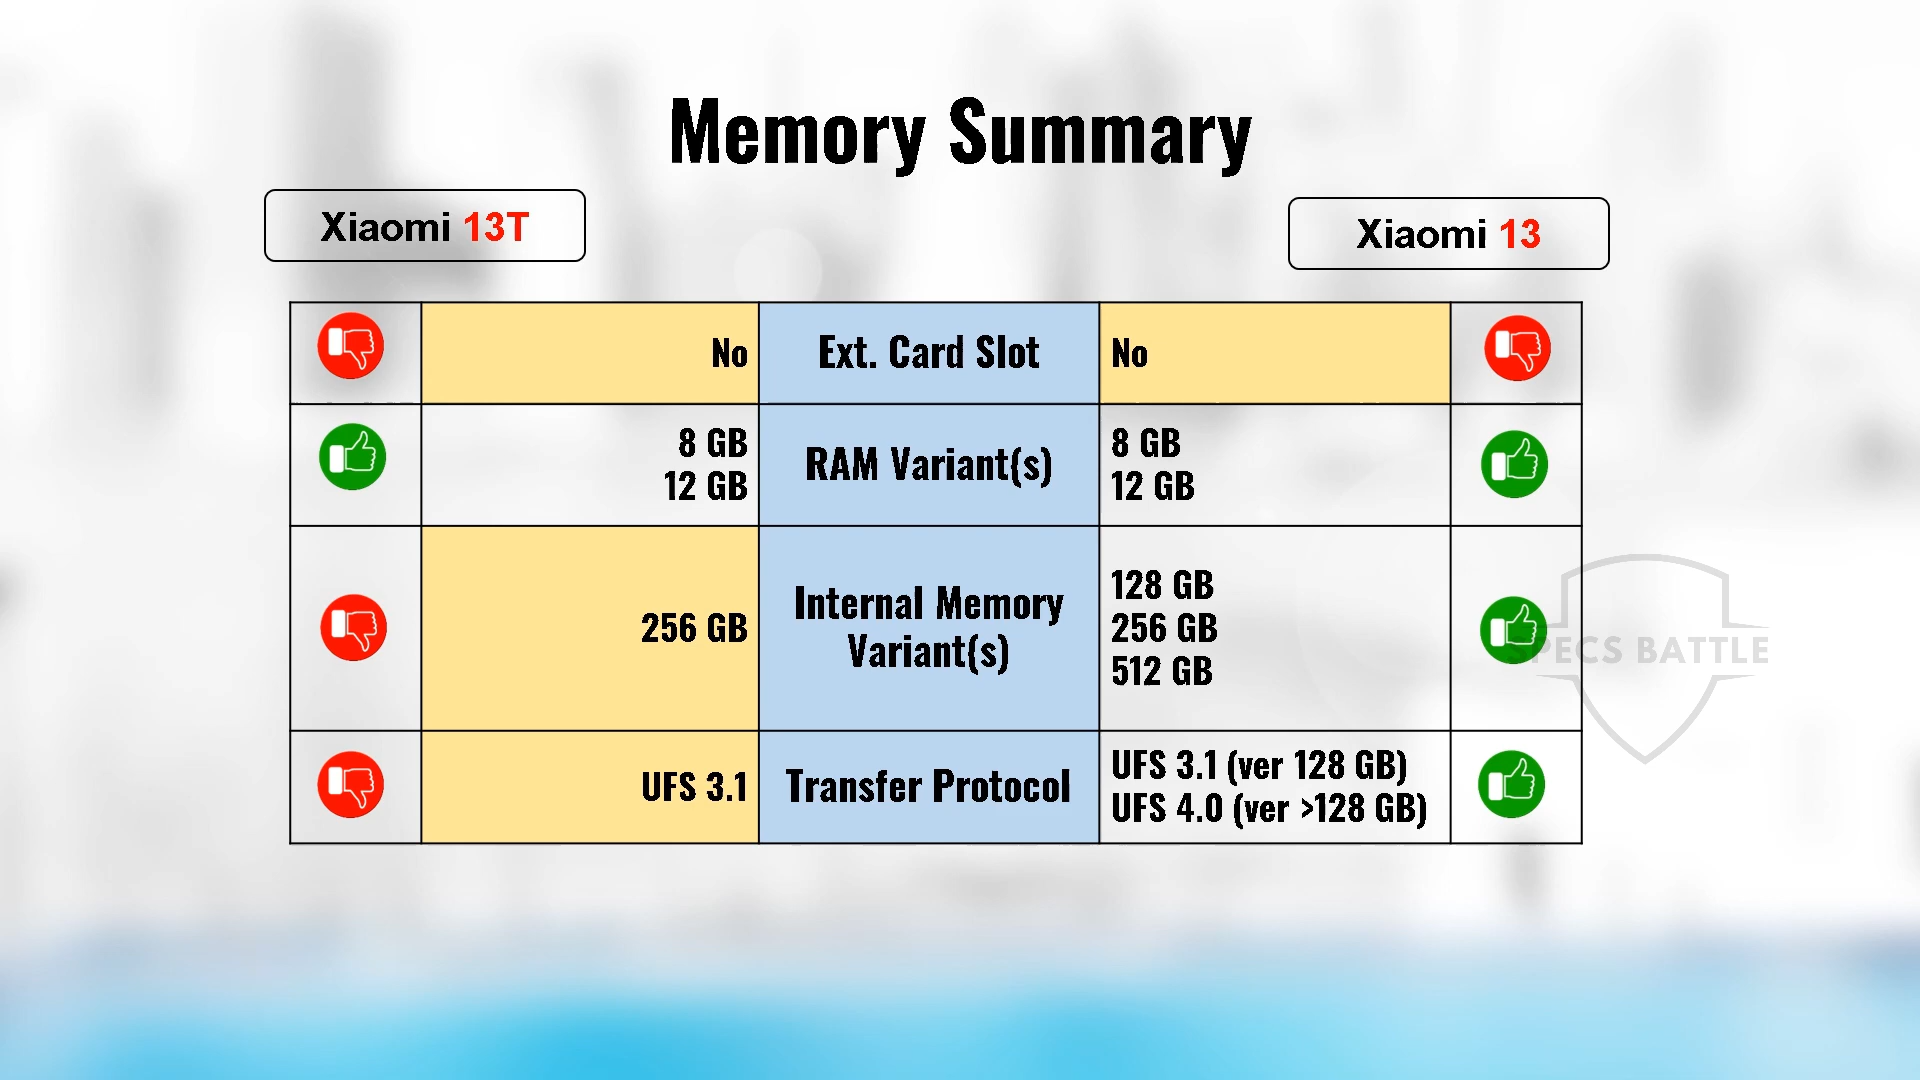 Memory Summary
Xiaomi 13T
Xiaomi 13
No
Ext. Card Slot
No
8 GB
12 GB
RAM Variant(s)
8 GB
12 GB
256 GB
Internal Memory
Variant(s)
128 GB
256 GB
512 GB
SPECS BATTLE
UFS 3.1
Transfer Protocol
UFS 3.1 (ver 128 GB)
UFS 4.0 (ver >128 GB)